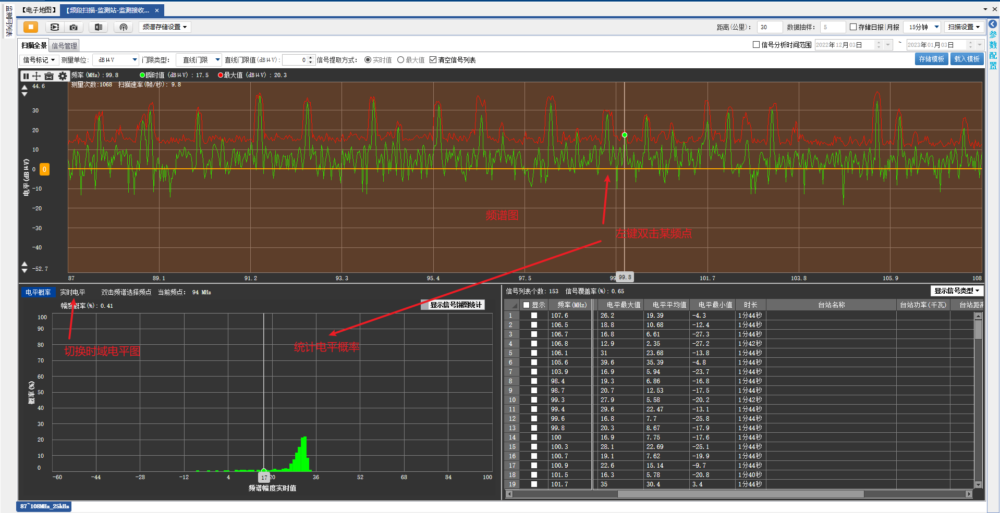 监测网列表
【电子地图】
【频段扫描-监测站-监测接收... ×
频谱存储设置
距离(公里): 30
数据抽样: 5
存储日报|月报
15分钟
扫描设置
参数配置
扫描全景
信号管理
信号分析时间范围
2022年12月03日
~
2023年01月03日
信号标记
测量单位: dBμV
门限类型: 直线门限
直线门限值(dBμV): 0
信号提取方式:
实时值
最大值
清空信号列表
存储模板
载入模板
频率(MHz):99.8
瞬时值(dBμV):17.5
最大值(dBμV):20.3
测量次数:1068 扫描速率(帧/秒): 9.8
44.6
30
20
10
0
0
-10
-20
-30
-40
-52.7
电平(dBμV)
频谱图
左键双击某频点
87
89.1
91.2
93.3
95.4
97.5
99.8
101.7
103.8
105.9
108
电平概率
实时电平
双击频谱选择频点
当前频点: 94 MHz
幅度概率(%): 0.41
显示信号饼图统计
100
90
80
70
60
50
40
30
20
10
0
概率(%)
切换时域电平图
统计电平概率
-60
-44
-28
-12
4
17
20
36
52
68
84
100
频谱幅度实时值
信号列表个数: 153 信号覆盖率(%): 0.65
显示信号类型
显示 频率(MHz) 电平最大值 电平平均值 电平最小值 时长 台站名称 台站功率(千瓦) 台站距离
1 107.6 26.2 19.39 -4.3 1分44秒
2 106.5 18.8 10.68 -12.4 1分44秒
3 106.7 16.8 6.61 -27.3 1分44秒
4 106.8 12.9 2.35 -27.2 1分42秒
5 106.1 31 23.68 -13.8 1分44秒
6 105.6 39.6 35.39 -4.8 1分44秒
7 103.9 16.9 5.94 -23.7 1分44秒
8 98.4 19.3 6.86 -16.8 1分44秒
9 98.7 20.7 12.53 -17.5 1分44秒
10 99.3 27.9 5.58 -20.2 1分42秒
11 99.4 29.6 22.47 -13.1 1分44秒
12 99.6 16.8 7.7 -25.8 1分44秒
13 99.8 20.3 8.67 -17.9 1分44秒
14 100 16.9 7.75 -17.6 1分44秒
15 100.3 28.1 22.69 -25.1 1分44秒
16 100.7 19.1 7.62 -19.9 1分44秒
17 100.9 22.6 15.14 -9.7 1分44秒
18 101.5 16.3 5.78 -20.8 1分40秒
19 101.7 35 30.4 3.4 1分44秒
87~108MHz_25kHz